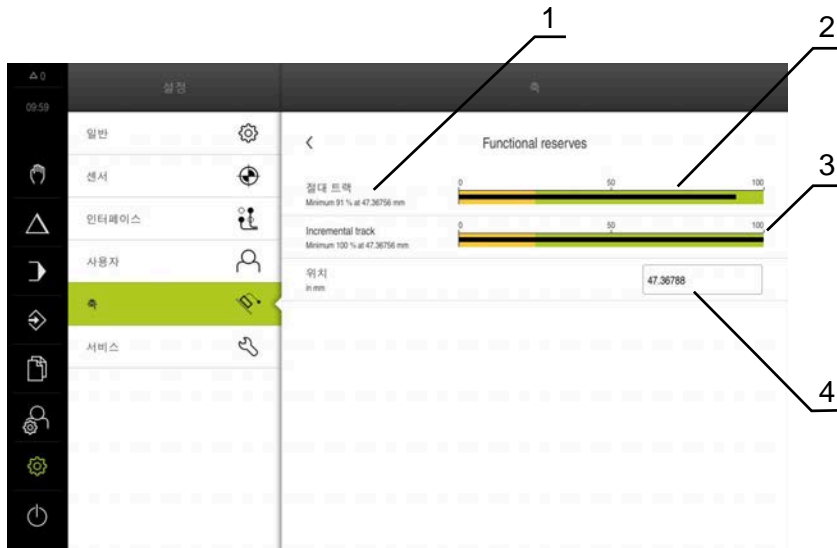 1
2
△ 0
설정
축
09:59
일반
Functional reserves
센서
절대 트랙
Minimum 91 % at 47.36756 mm
0
50
100
3
인터페이스
Incremental track
Minimum 100 % at 47.36756 mm
0
50
100
사용자
위치
in mm
47.36788
축
서비스
4